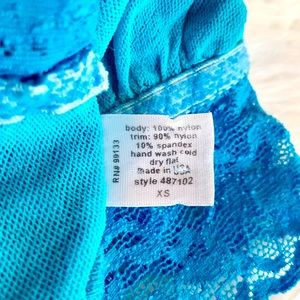 body: 100% nylon
trim: 90% nylon
10% spandex
hand wash cold
dry flat
made in USA
style 487102
XS
RN# 99133